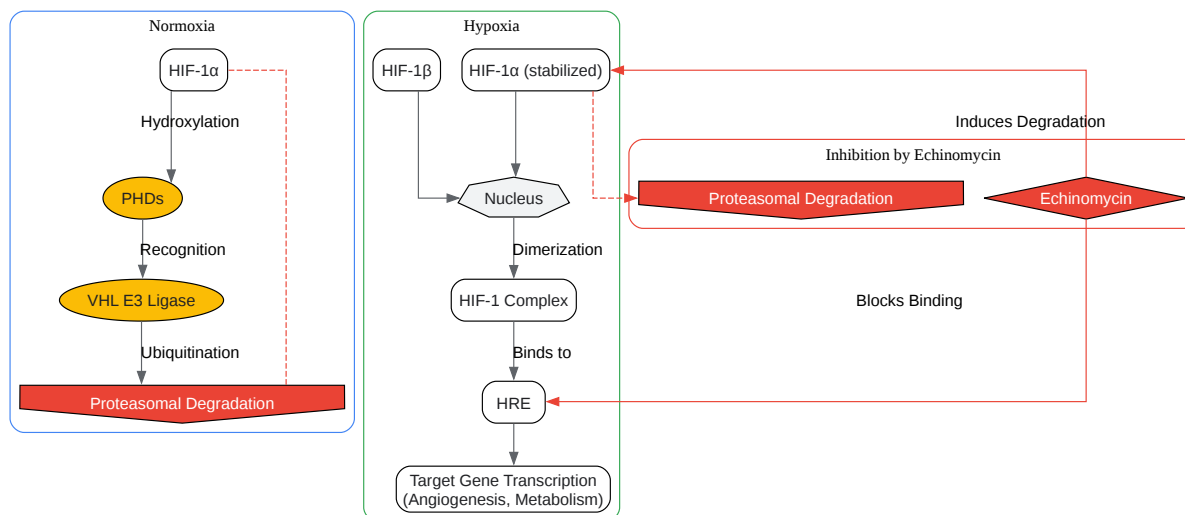 Normoxia
HIF-1α
Hydroxylation
PHDs
Recognition
VHL E3 Ligase
Ubiquitination
Proteasomal Degradation
Hypoxia
HIF-1β
HIF-1α (stabilized)
Nucleus
Dimerization
HIF-1 Complex
Binds to
HRE
Target Gene Transcription
(Angiogenesis, Metabolism)
Induces Degradation
Inhibition by Echinomycin
Proteasomal Degradation
Echinomycin
Blocks Binding